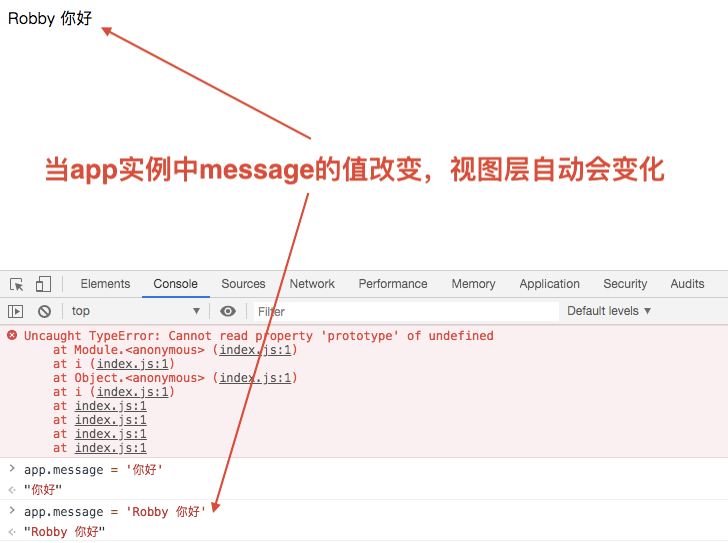 Robby 你好
当app实例中message的值改变，视图层自动会变化
Elements Console Sources Network Performance Memory Application Security Audits
top Filter Default levels
Uncaught TypeError: Cannot read property 'prototype' of undefined
at Module.<anonymous> (index.js:1)
at i (index.js:1)
at Object.<anonymous> (index.js:1)
at i (index.js:1)
at index.js:1
at index.js:1
at index.js:1
at index.js:1
app.message = '你好'
"你好"
app.message = 'Robby 你好'
"Robby 你好"